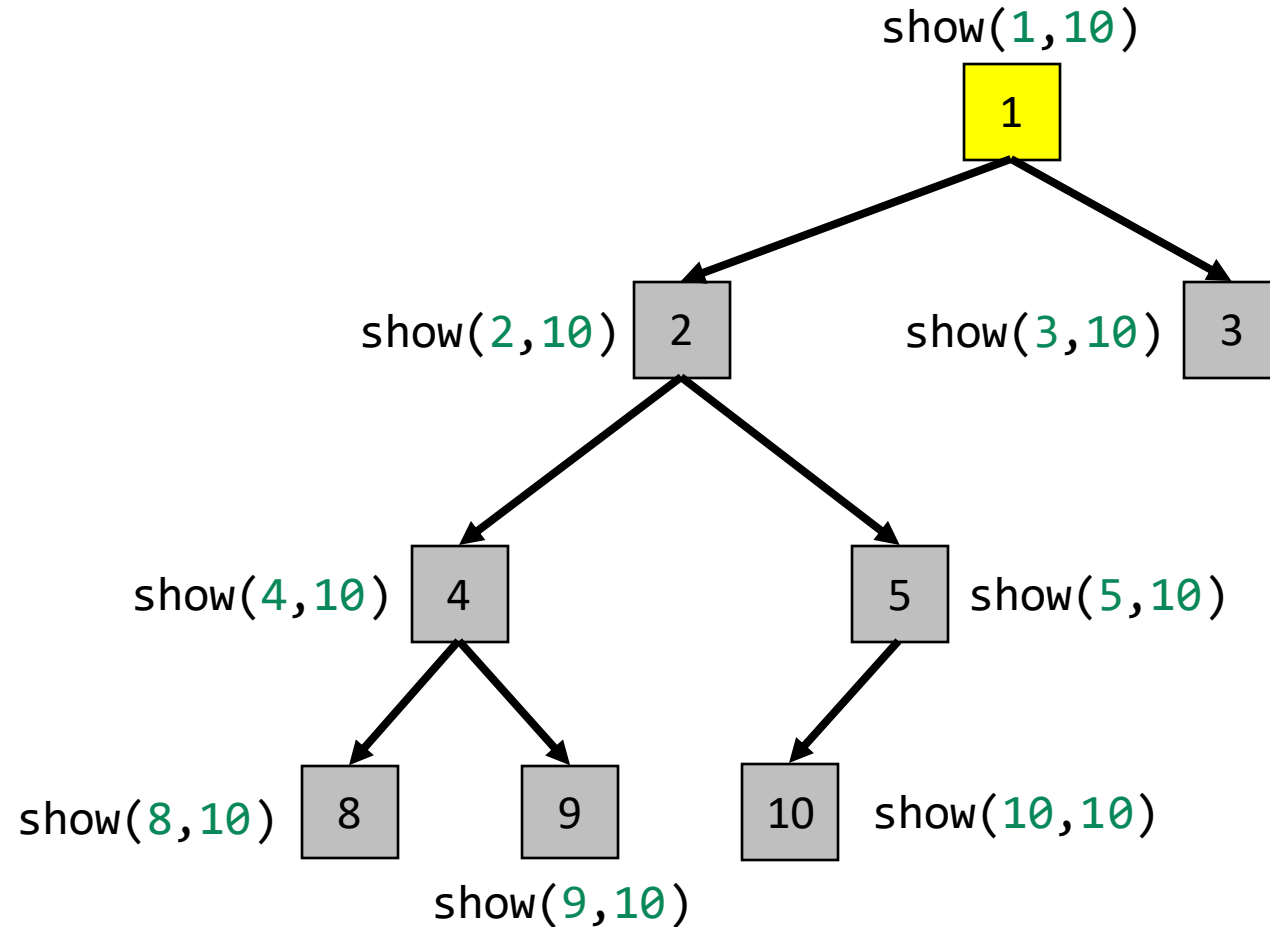 show(1,10)
1
show(2,10) 2
show(3,10) 3
show(4,10) 4
5 show(5,10)
show(8,10) 8
9
10 show(10,10)
show(9,10)